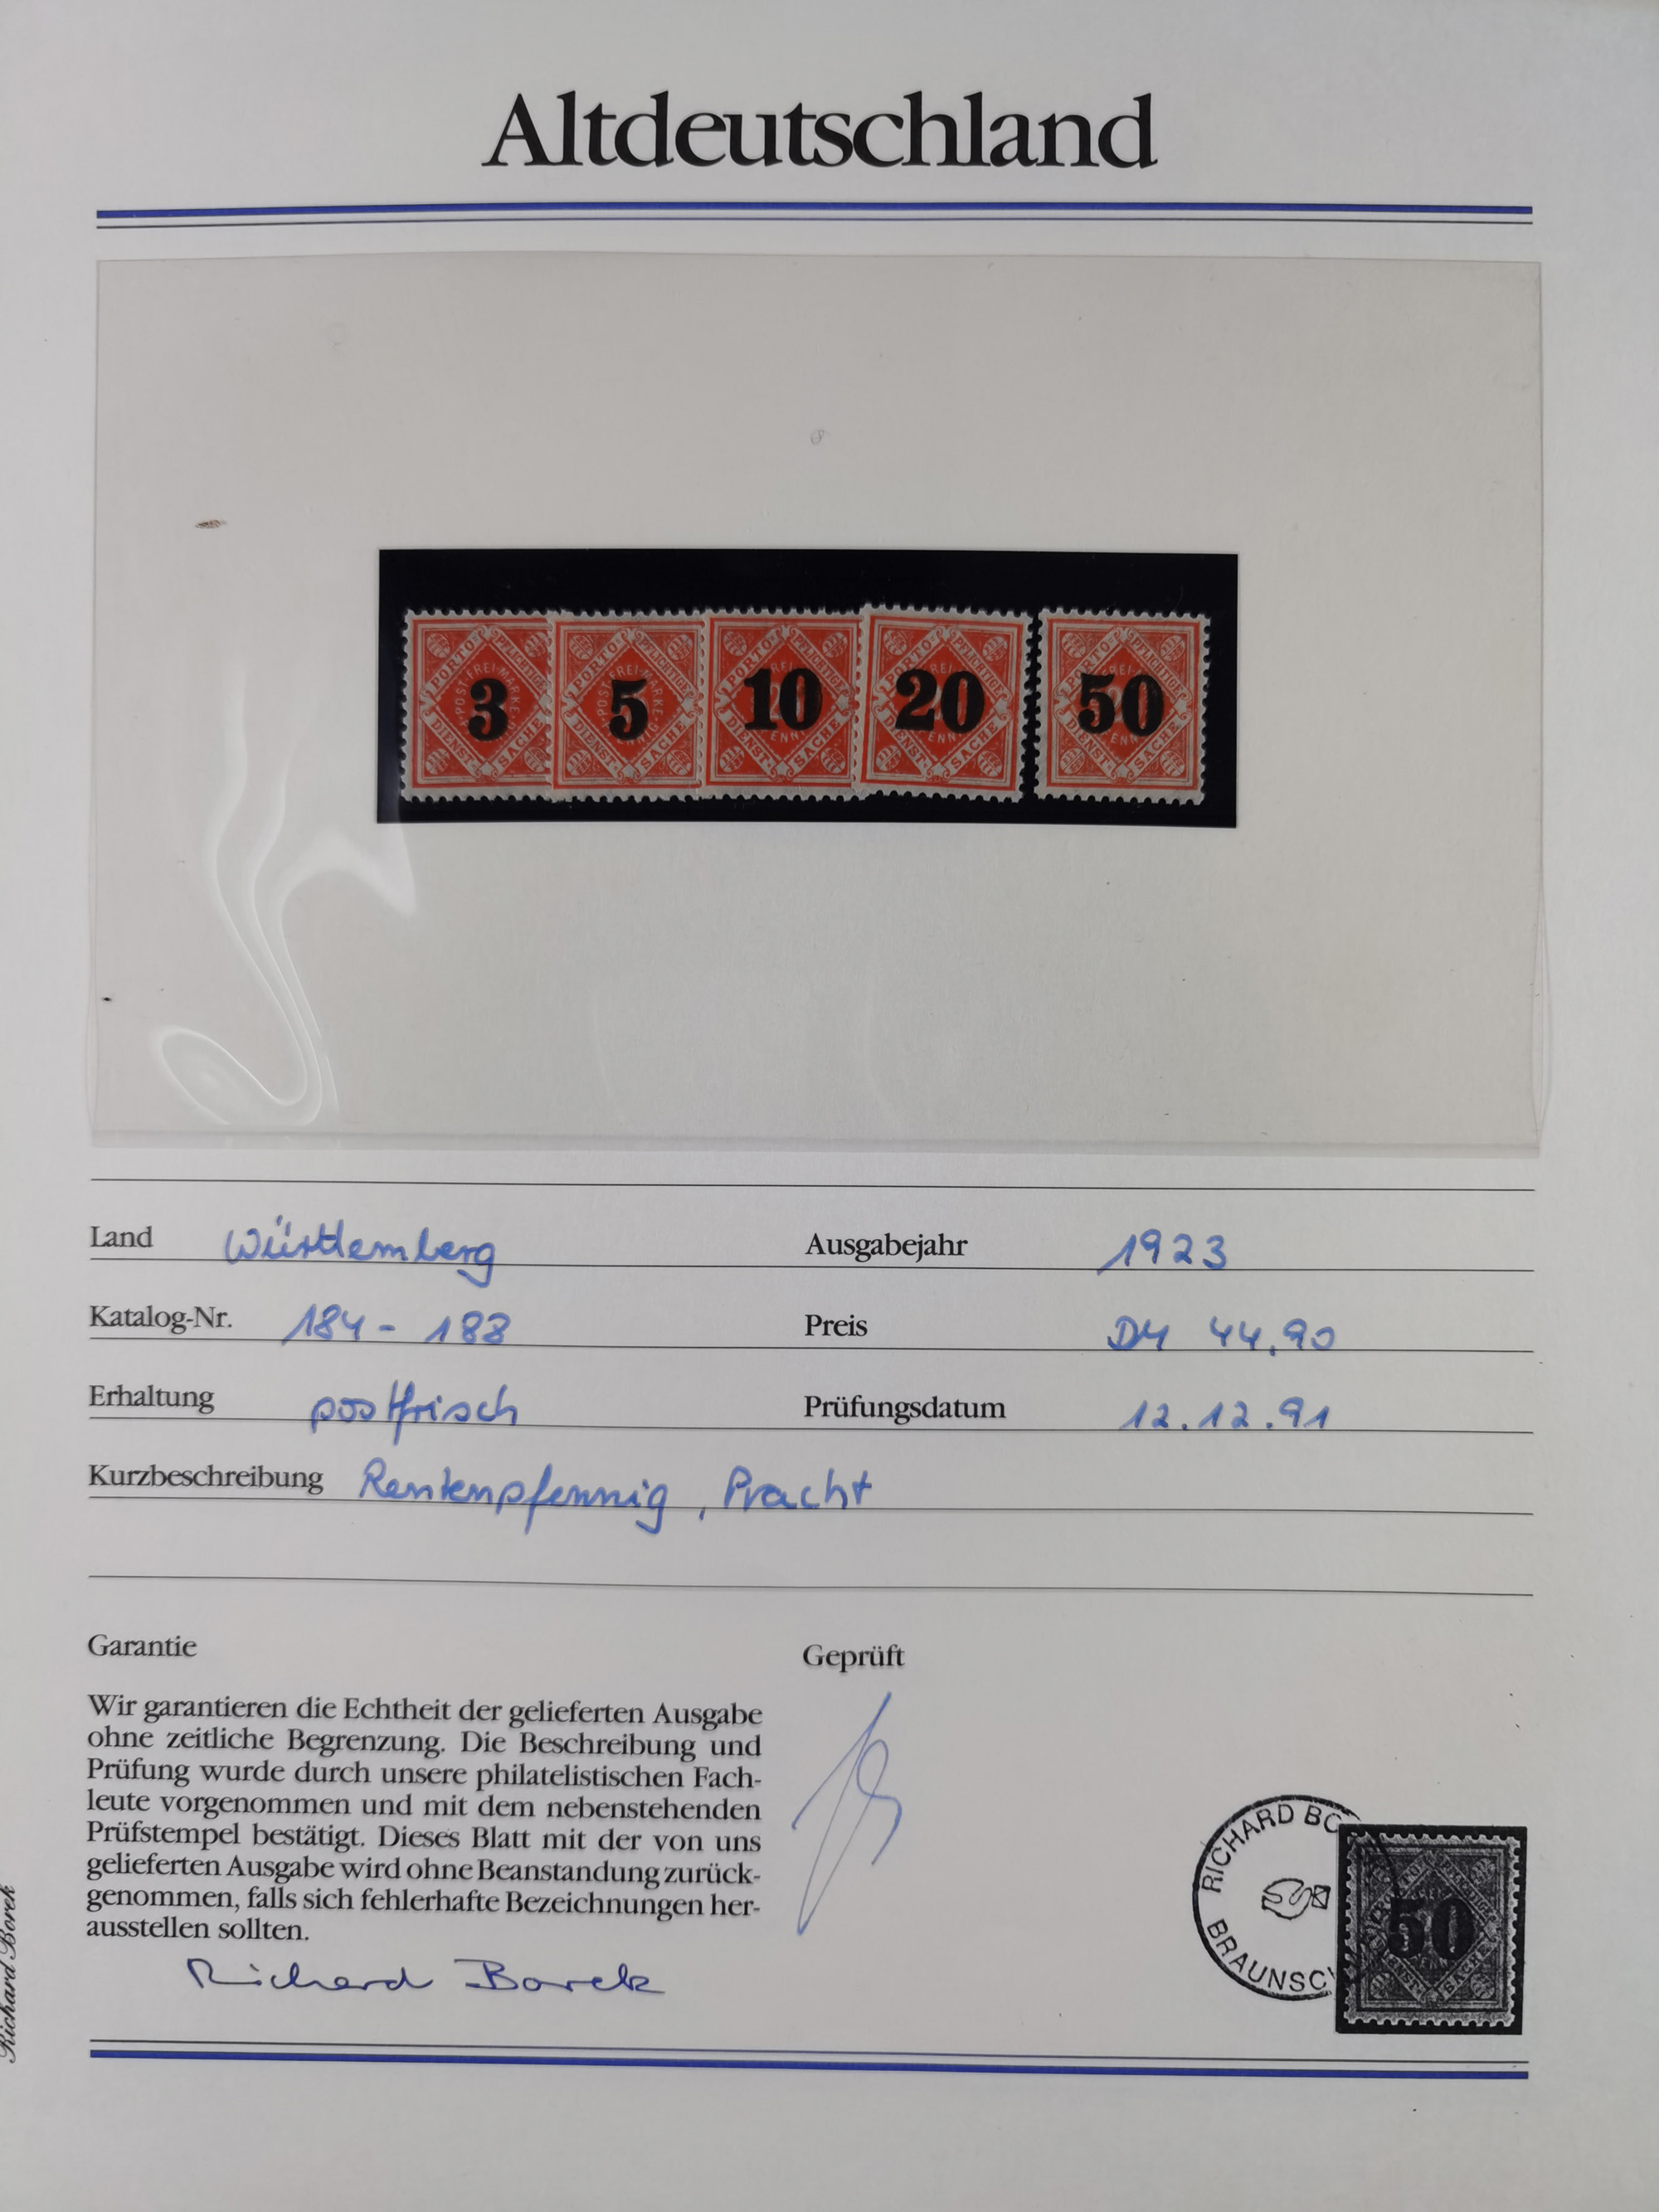 Altdeutschland
3 5 10 20 50
PORTO PFLICHTIGE DIENST SACHE
Land Württemberg Ausgabejahr 1923
Katalog-Nr. 184 - 188 Preis DM 44,90
Erhaltung postfrisch Prüfungsdatum 12.12.91
Kurzbeschreibung Rentenpfennig, Pracht
Garantie Geprüft
Wir garantieren die Echtheit der gelieferten Ausgabe
ohne zeitliche Begrenzung. Die Beschreibung und
Prüfung wurde durch unsere philatelistischen Fach-
leute vorgenommen und mit dem nebenstehenden
Prüfstempel bestätigt. Dieses Blatt mit der von uns
gelieferten Ausgabe wird ohne Beanstandung zurück-
genommen, falls sich fehlerhafte Bezeichnungen her-
ausstellen sollten.
Richard Borek
RICHARD BO
BRAUNSC
50
Richard Borek